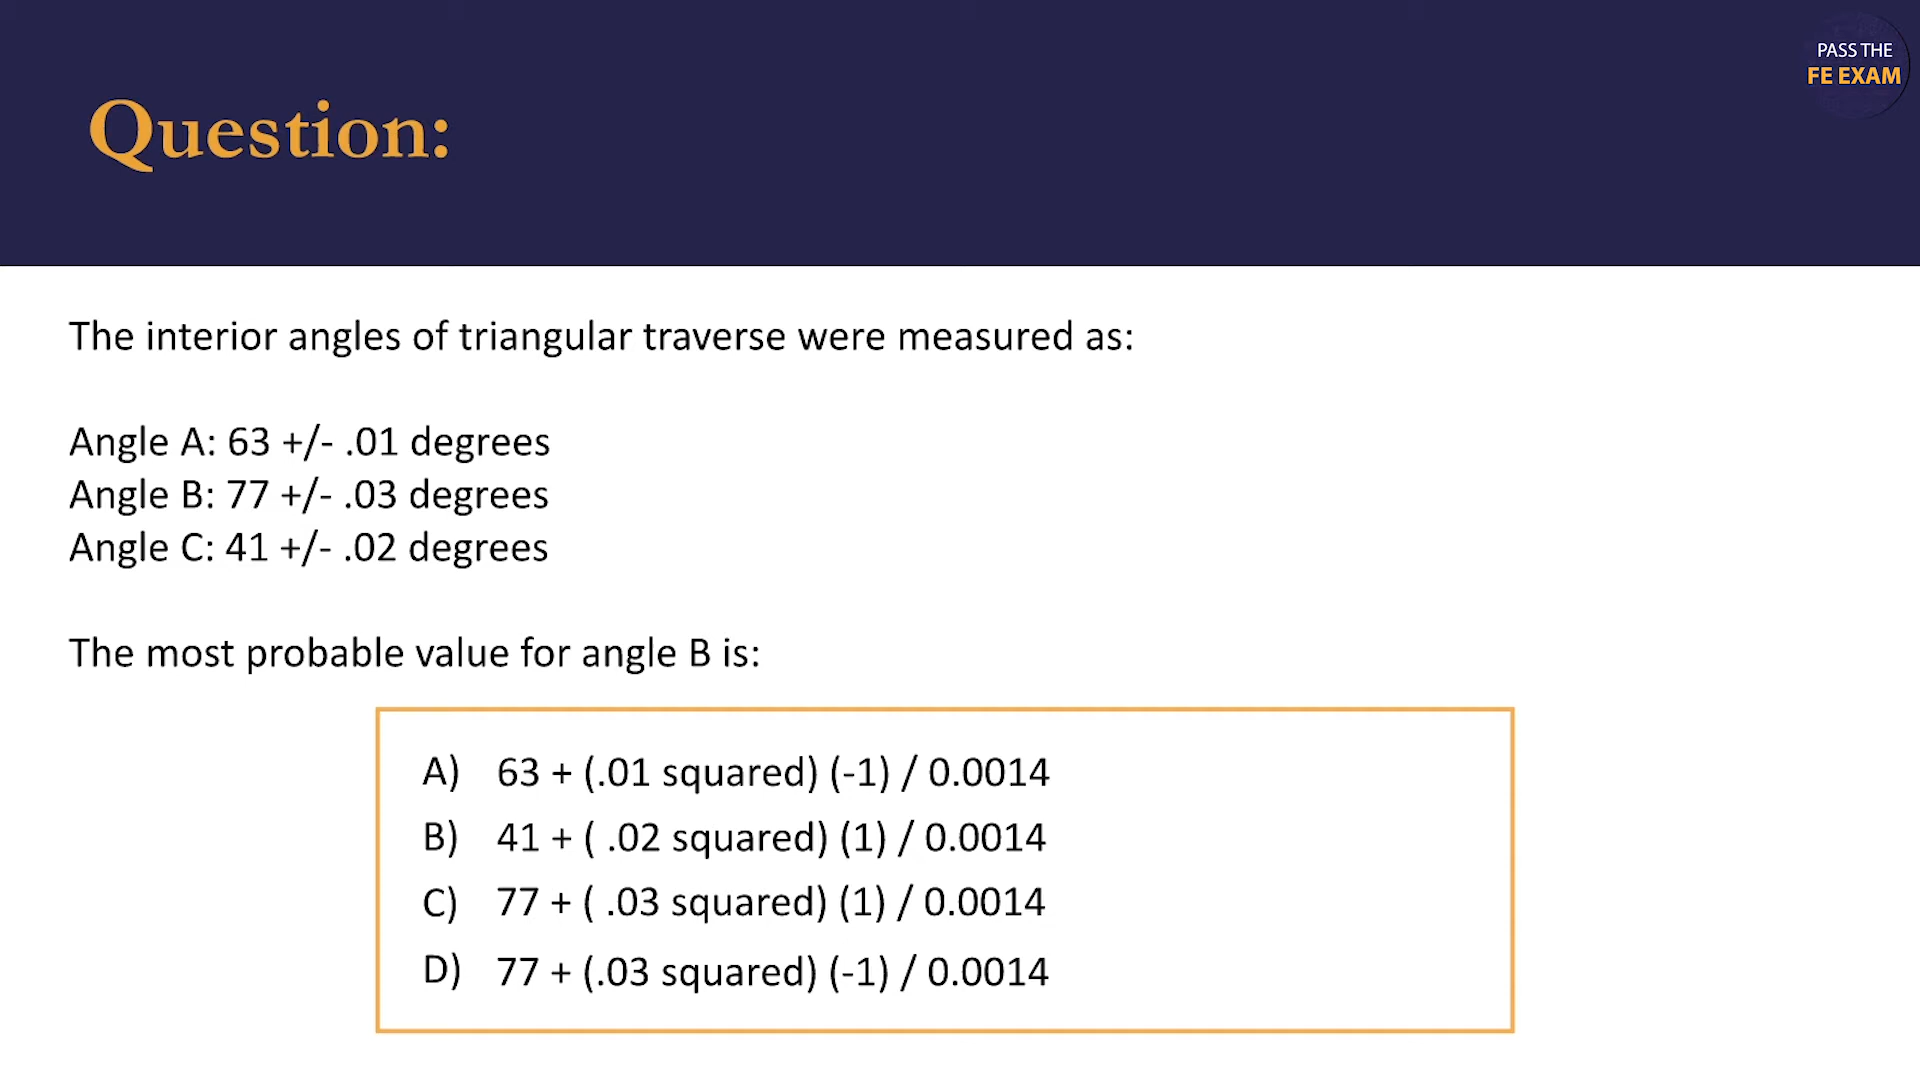 PASS THE
FE EXAM
Question:
The interior angles of triangular traverse were measured as:
Angle A: 63 +/- .01 degrees
Angle B: 77 +/- .03 degrees
Angle C: 41 +/- .02 degrees
The most probable value for angle B is:
A) 63 + (.01 squared) (-1) / 0.0014
B) 41 + ( .02 squared) (1) / 0.0014
C) 77 + ( .03 squared) (1) / 0.0014
D) 77 + (.03 squared) (-1) / 0.0014